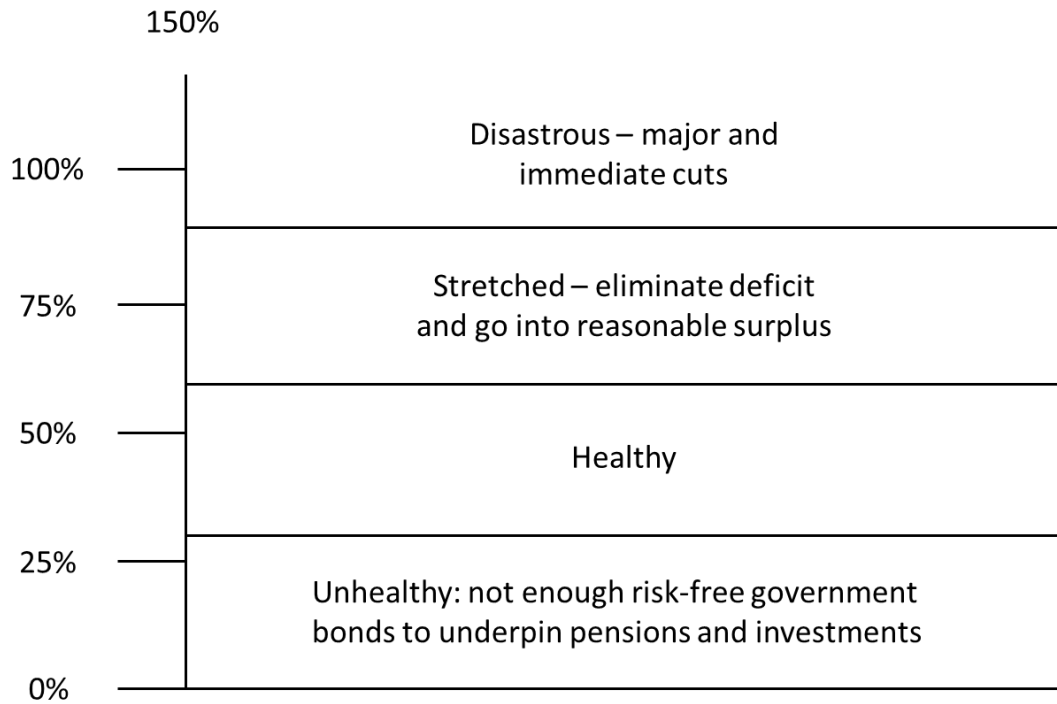 150%
100%
Disastrous – major and
immediate cuts
75%
Stretched – eliminate deficit
and go into reasonable surplus
50%
Healthy
25%
Unhealthy: not enough risk-free government
bonds to underpin pensions and investments
0%